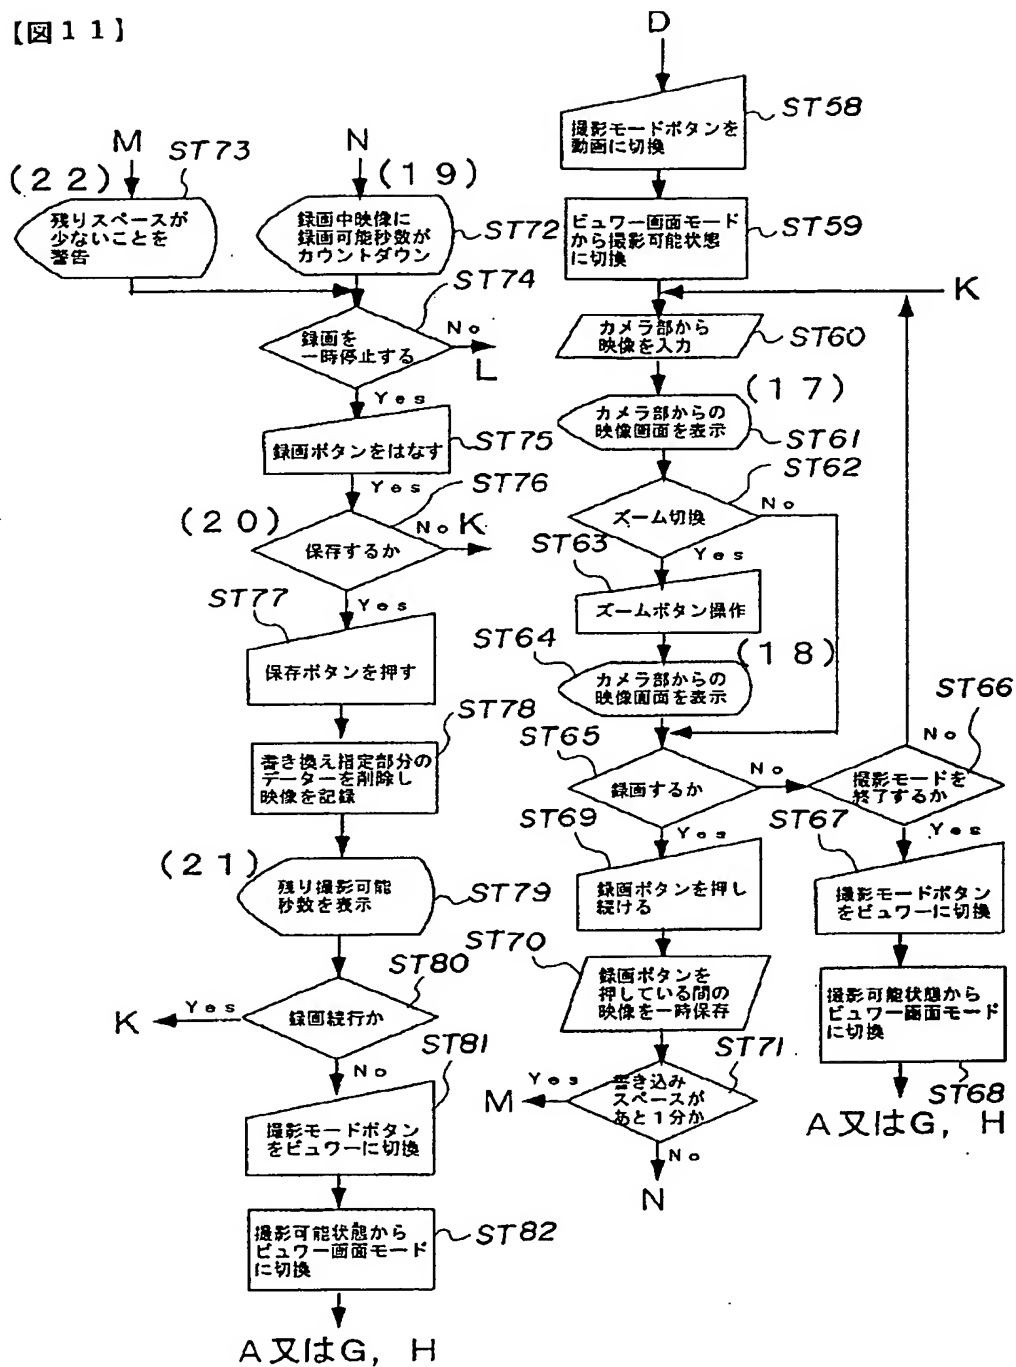 【図11】
M
ST73
(22)
残りスペースが
少ないことを
警告
N
(19)
録画中映像に
録画可能秒数が
カウントダウン
ST72
ST74
録画を
一時停止する
No
L
Yes
録画ボタンをはなす
ST75
Yes
ST76
(20)
保存するか
No K
Yes
ST77
保存ボタンを押す
ST78
書き換え指定部分の
データーを削除し
映像を記録
(21)
残り撮影可能
秒数を表示
ST79
ST80
録画続行か
Yes
K
No
ST81
撮影モードボタン
をビュワーに切換
撮影可能状態から
ビュワー画面モード
に切換
ST82
A又はG, H
D
ST58
撮影モードボタンを
動画に切換
ビュワー画面モード
から撮影可能状態
に切換
ST59
K
カメラ部から
映像を入力
ST60
(17)
カメラ部からの
映像画面を表示
ST61
ST62
ズーム切換
No
ST63
Yes
ズームボタン操作
ST64
(18)
カメラ部からの
映像画面を表示
ST65
録画するか
No
Yes
ST66
No
撮影モードを
終了するか
ST67
Yes
撮影モードボタン
をビュワーに切換
撮影可能状態から
ビュワー画面モード
に切換
ST68
A又はG, H
ST69
録画ボタンを押し
続ける
ST70
録画ボタンを
押している間の
映像を一時保存
ST71
書き込み
スペースが
あと1分か
Yes
M
No
N